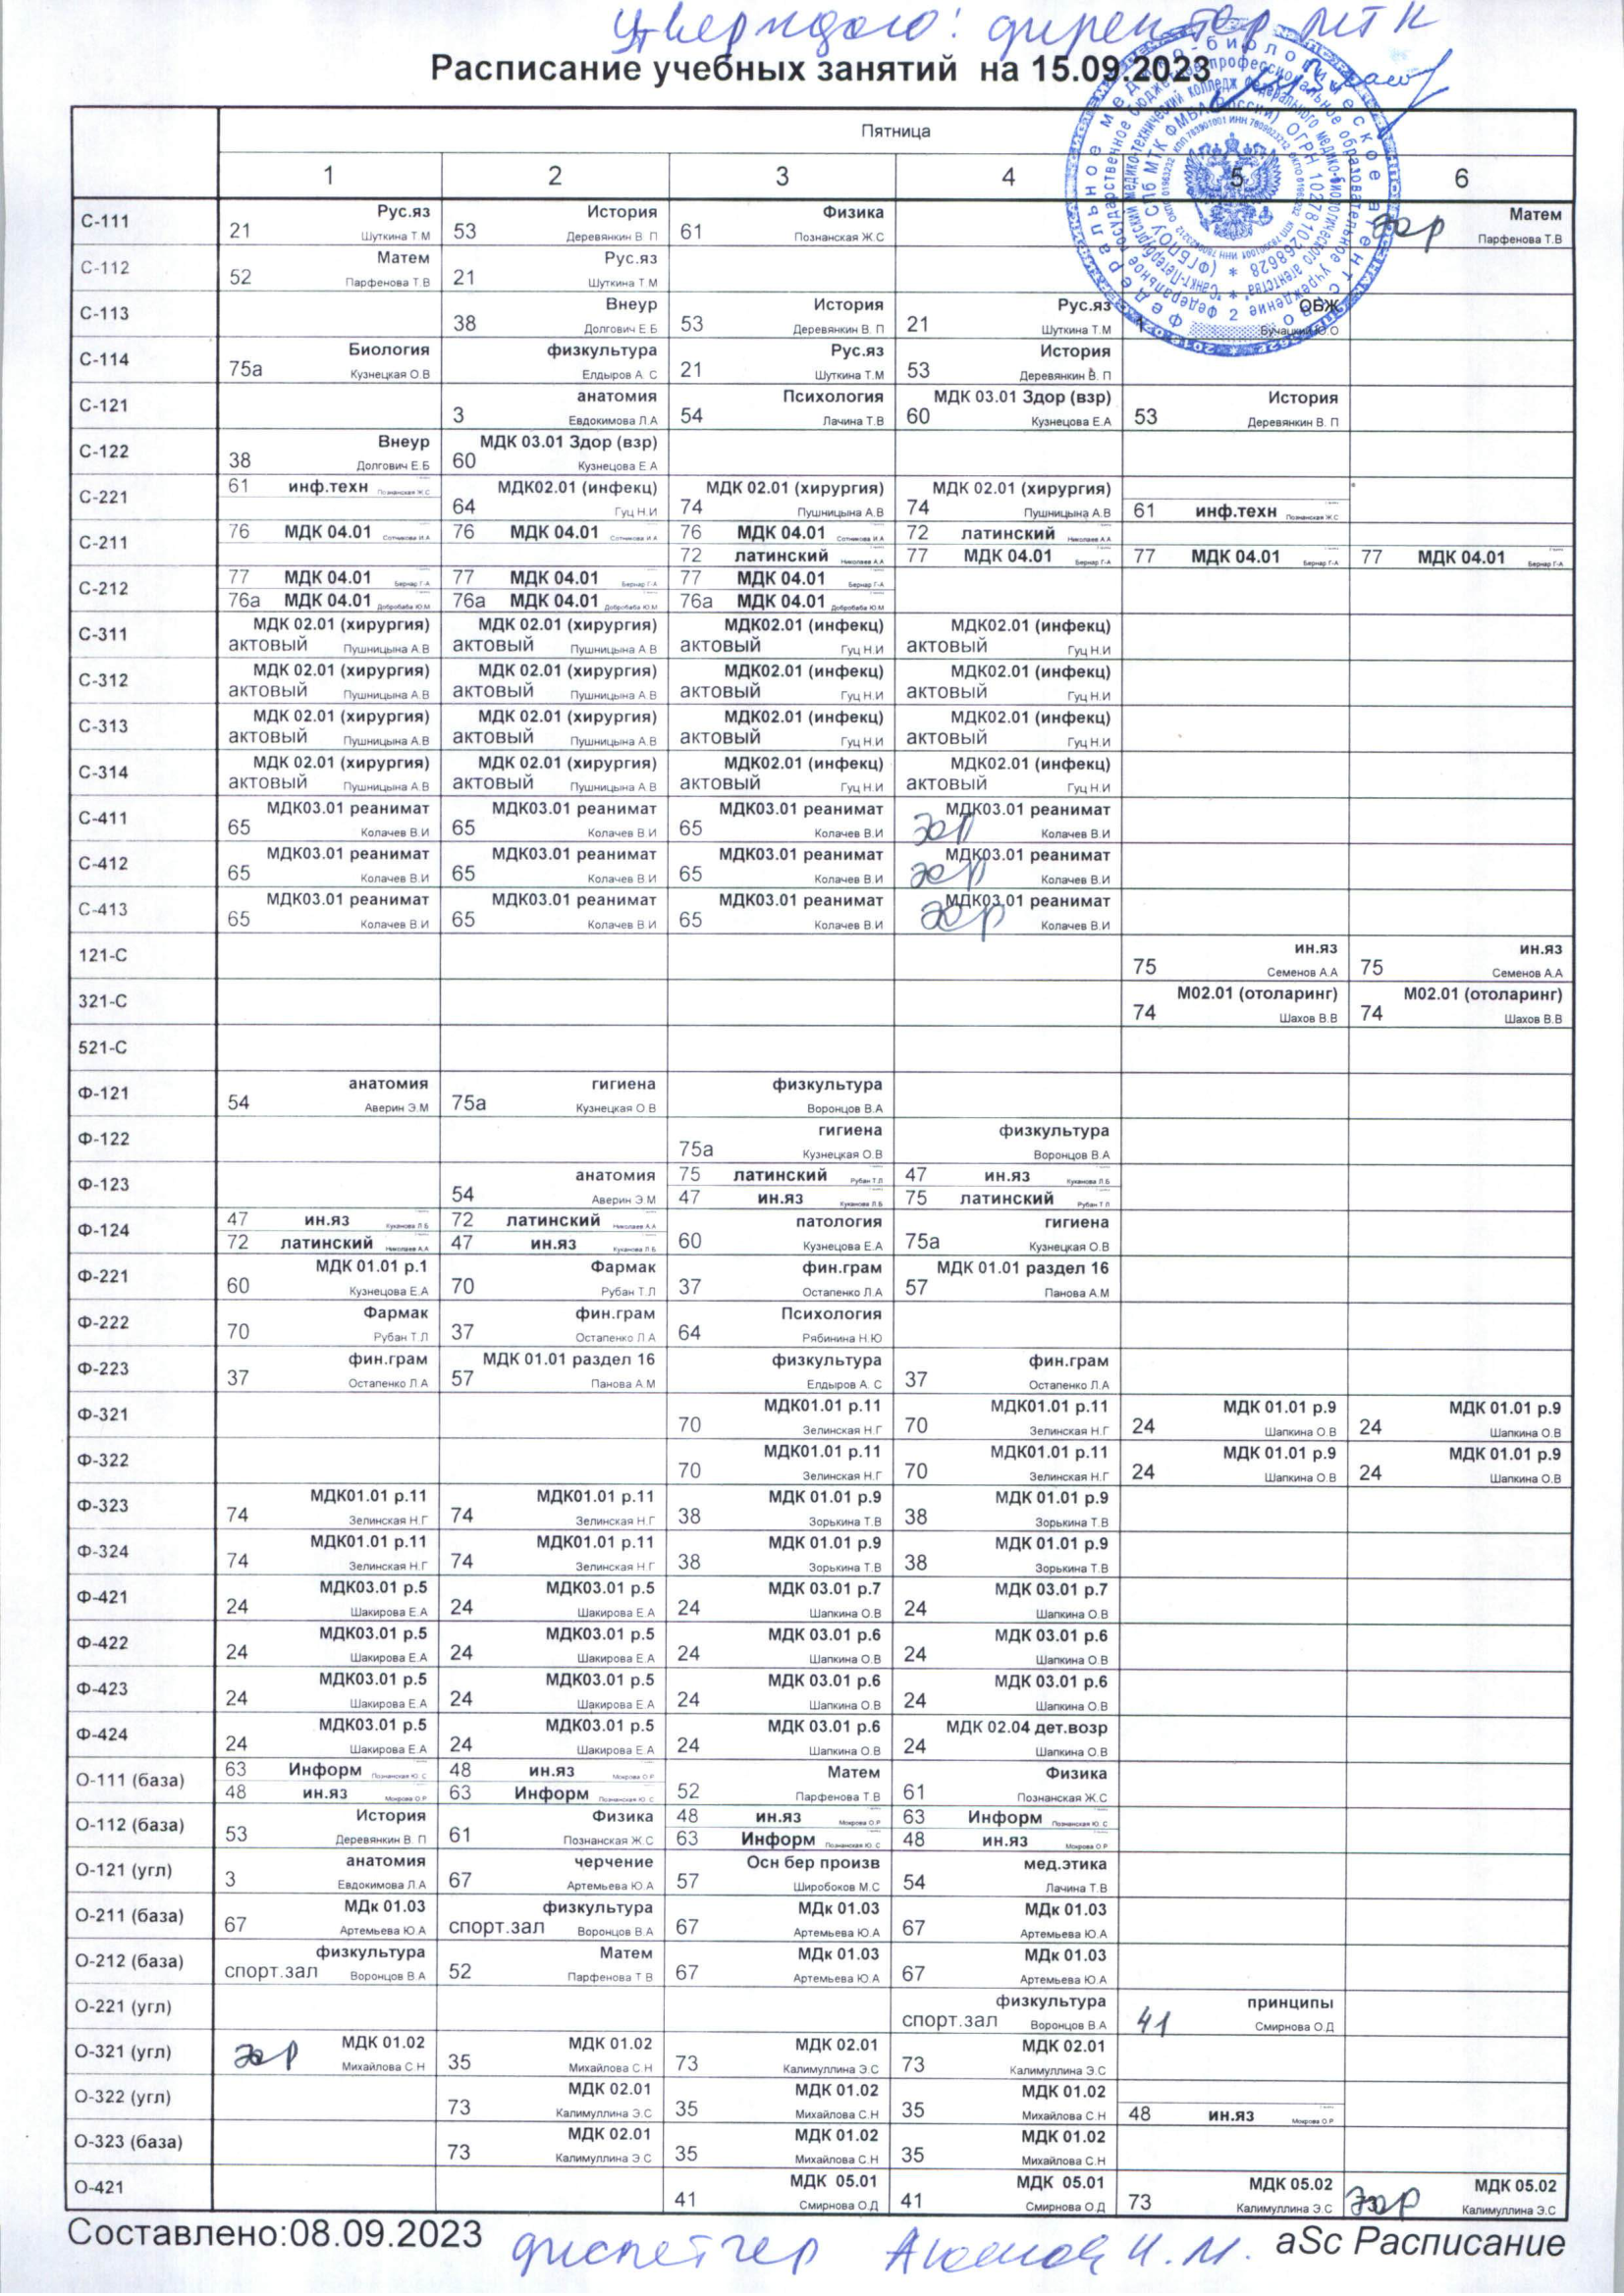 Утверждаю: директор МТК
Расписание учебных занятий на 15.09.2023
Пятница
1 2 3 4 5 6
С-111 21 Рус.яз Шуткина Т.М 53 История Деревянкин В. П 61 Физика Познанская Ж.С эор Матем Парфенова Т.В
С-112 52 Матем Парфенова Т.В 21 Рус.яз Шуткина Т.М
С-113 38 Внеур Долгович Е.Б 53 История Деревянкин В. П 21 Рус.яз Шуткина Т.М 1 ОБЖ Бучацкий Ю.О
С-114 75а Биология Кузнецкая О.В физкультура Елдыров А. С 21 Рус.яз Шуткина Т.М 53 История Деревянкин В. П
С-121 3 анатомия Евдокимова Л.А 54 Психология Лачина Т.В 60 МДК 03.01 Здор (взр) Кузнецова Е.А 53 История Деревянкин В. П
С-122 38 Внеур Долгович Е.Б 60 МДК 03.01 Здор (взр) Кузнецова Е.А
С-221 61 инф.техн Познанская Ж.С 64 МДК02.01 (инфекц) Гуц Н.И 74 МДК 02.01 (хирургия) Пушницына А.В 74 МДК 02.01 (хирургия) Пушницына А.В 61 инф.техн Познанская Ж.С
С-211 76 МДК 04.01 Сотникова И.А 76 МДК 04.01 Сотникова И.А 76 МДК 04.01 Сотникова И.А 72 латинский Николаев А.А
72 латинский Николаев А.А 77 МДК 04.01 Бернар Г-А 77 МДК 04.01 Бернар Г-А 77 МДК 04.01 Бернар Г-А
С-212 77 МДК 04.01 Бернар Г-А 77 МДК 04.01 Бернар Г-А 77 МДК 04.01 Бернар Г-А
76а МДК 04.01 Добробаба Ю.М 76а МДК 04.01 Добробаба Ю.М 76а МДК 04.01 Добробаба Ю.М
С-311 актовый МДК 02.01 (хирургия) Пушницына А.В актовый МДК 02.01 (хирургия) Пушницына А.В актовый МДК02.01 (инфекц) Гуц Н.И актовый МДК02.01 (инфекц) Гуц Н.И
С-312 актовый МДК 02.01 (хирургия) Пушницына А.В актовый МДК 02.01 (хирургия) Пушницына А.В актовый МДК02.01 (инфекц) Гуц Н.И актовый МДК02.01 (инфекц) Гуц Н.И
С-313 актовый МДК 02.01 (хирургия) Пушницына А.В актовый МДК 02.01 (хирургия) Пушницына А.В актовый МДК02.01 (инфекц) Гуц Н.И актовый МДК02.01 (инфекц) Гуц Н.И
С-314 актовый МДК 02.01 (хирургия) Пушницына А.В актовый МДК 02.01 (хирургия) Пушницына А.В актовый МДК02.01 (инфекц) Гуц Н.И актовый МДК02.01 (инфекц) Гуц Н.И
С-411 65 МДК03.01 реанимат Колачев В.И 65 МДК03.01 реанимат Колачев В.И 65 МДК03.01 реанимат Колачев В.И эор МДК03.01 реанимат Колачев В.И
С-412 65 МДК03.01 реанимат Колачев В.И 65 МДК03.01 реанимат Колачев В.И 65 МДК03.01 реанимат Колачев В.И эор МДК03.01 реанимат Колачев В.И
С-413 65 МДК03.01 реанимат Колачев В.И 65 МДК03.01 реанимат Колачев В.И 65 МДК03.01 реанимат Колачев В.И эор МДК03.01 реанимат Колачев В.И
121-С 75 ин.яз Семенов А.А 75 ин.яз Семенов А.А
321-С 74 М02.01 (отоларинг) Шахов В.В 74 М02.01 (отоларинг) Шахов В.В
521-С
Ф-121 54 анатомия Аверин Э.М 75а гигиена Кузнецкая О.В физкультура Воронцов В.А
Ф-122 75а гигиена Кузнецкая О.В физкультура Воронцов В.А
Ф-123 54 анатомия Аверин Э.М 75 латинский Рубан Т.Л 47 ин.яз Куканова Л.Б
47 ин.яз Куканова Л.Б 75 латинский Рубан Т.Л
Ф-124 47 ин.яз Куканова Л.Б 72 латинский Николаев А.А 60 патология Кузнецова Е.А 75а гигиена Кузнецкая О.В
72 латинский Николаев А.А 47 ин.яз Куканова Л.Б
Ф-221 60 МДК 01.01 р.1 Кузнецова Е.А 70 Фармак Рубан Т.Л 37 фин.грам Остапенко Л.А 57 МДК 01.01 раздел 16 Панова А.М
Ф-222 70 Фармак Рубан Т.Л 37 фин.грам Остапенко Л.А 64 Психология Рябинина Н.Ю
Ф-223 37 фин.грам Остапенко Л.А 57 МДК 01.01 раздел 16 Панова А.М физкультура Елдыров А. С 37 фин.грам Остапенко Л.А
Ф-321 70 МДК01.01 р.11 Зелинская Н.Г 70 МДК01.01 р.11 Зелинская Н.Г 24 МДК 01.01 р.9 Шапкина О.В 24 МДК 01.01 р.9 Шапкина О.В
Ф-322 70 МДК01.01 р.11 Зелинская Н.Г 70 МДК01.01 р.11 Зелинская Н.Г 24 МДК 01.01 р.9 Шапкина О.В 24 МДК 01.01 р.9 Шапкина О.В
Ф-323 74 МДК01.01 р.11 Зелинская Н.Г 74 МДК01.01 р.11 Зелинская Н.Г 38 МДК 01.01 р.9 Зорькина Т.В 38 МДК 01.01 р.9 Зорькина Т.В
Ф-324 74 МДК01.01 р.11 Зелинская Н.Г 74 МДК01.01 р.11 Зелинская Н.Г 38 МДК 01.01 р.9 Зорькина Т.В 38 МДК 01.01 р.9 Зорькина Т.В
Ф-421 24 МДК03.01 р.5 Шакирова Е.А 24 МДК03.01 р.5 Шакирова Е.А 24 МДК 03.01 р.7 Шапкина О.В 24 МДК 03.01 р.7 Шапкина О.В
Ф-422 24 МДК03.01 р.5 Шакирова Е.А 24 МДК03.01 р.5 Шакирова Е.А 24 МДК 03.01 р.6 Шапкина О.В 24 МДК 03.01 р.6 Шапкина О.В
Ф-423 24 МДК03.01 р.5 Шакирова Е.А 24 МДК03.01 р.5 Шакирова Е.А 24 МДК 03.01 р.6 Шапкина О.В 24 МДК 03.01 р.6 Шапкина О.В
Ф-424 24 МДК03.01 р.5 Шакирова Е.А 24 МДК03.01 р.5 Шакирова Е.А 24 МДК 03.01 р.6 Шапкина О.В 24 МДК 02.04 дет.возр Шапкина О.В
О-111 (база) 63 Информ Познанская Ю.С 48 ин.яз Мокрова О.Р 52 Матем Парфенова Т.В 61 Физика Познанская Ж.С
48 ин.яз Мокрова О.Р 63 Информ Познанская Ю.С
О-112 (база) 53 История Деревянкин В. П 61 Физика Познанская Ж.С 48 ин.яз Мокрова О.Р 63 Информ Познанская Ю.С
63 Информ Познанская Ю.С 48 ин.яз Мокрова О.Р
О-121 (угл) 3 анатомия Евдокимова Л.А 67 черчение Артемьева Ю.А 57 Осн бер произв Широбоков М.С 54 мед.этика Лачина Т.В
О-211 (база) 67 МДк 01.03 Артемьева Ю.А спорт.зал физкультура Воронцов В.А 67 МДк 01.03 Артемьева Ю.А 67 МДк 01.03 Артемьева Ю.А
О-212 (база) спорт.зал физкультура Воронцов В.А 52 Матем Парфенова Т.В 67 МДк 01.03 Артемьева Ю.А 67 МДк 01.03 Артемьева Ю.А
О-221 (угл) спорт.зал физкультура Воронцов В.А 41 принципы Смирнова О.Д
О-321 (угл) эор МДК 01.02 Михайлова С.Н 35 МДК 01.02 Михайлова С.Н 73 МДК 02.01 Калимуллина Э.С 73 МДК 02.01 Калимуллина Э.С
О-322 (угл) 73 МДК 02.01 Калимуллина Э.С 35 МДК 01.02 Михайлова С.Н 35 МДК 01.02 Михайлова С.Н 48 ин.яз Мокрова О.Р
О-323 (база) 73 МДК 02.01 Калимуллина Э.С 35 МДК 01.02 Михайлова С.Н 35 МДК 01.02 Михайлова С.Н
О-421 41 МДК 05.01 Смирнова О.Д 41 МДК 05.01 Смирнова О.Д 73 МДК 05.02 Калимуллина Э.С 73 эор МДК 05.02 Калимуллина Э.С
Составлено:08.09.2023 диспетчер И.М. aSc Расписание